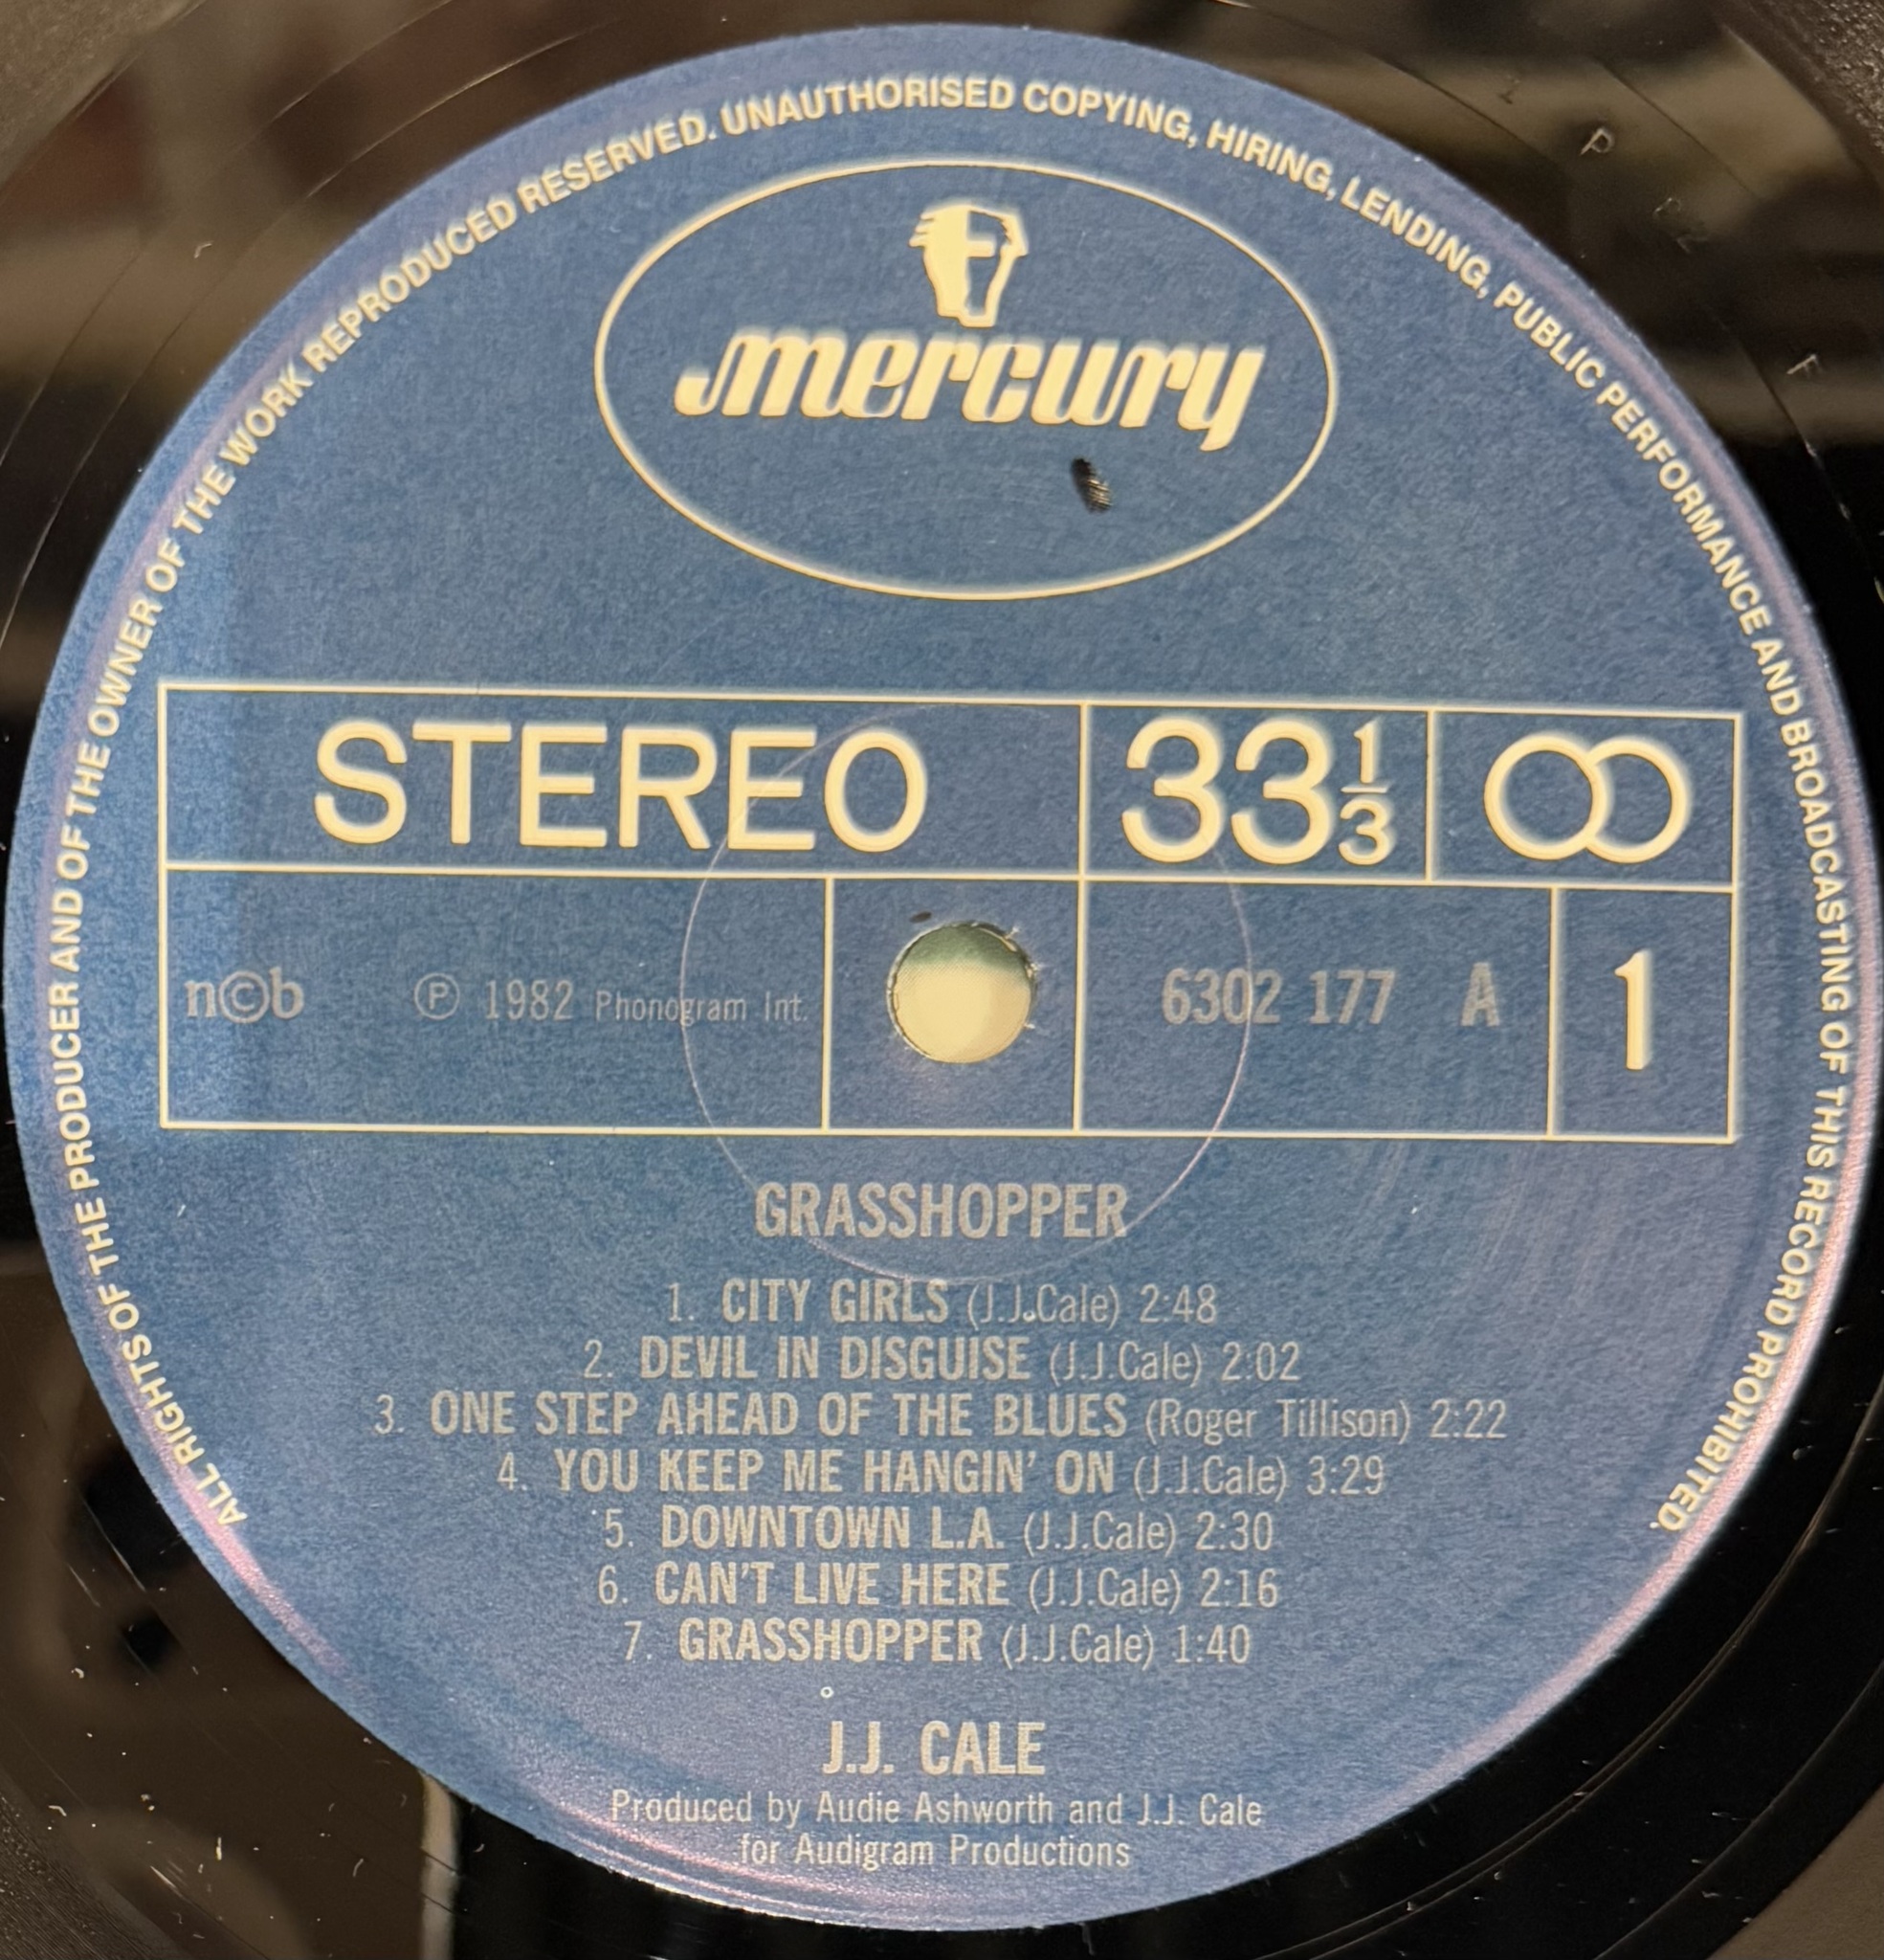 ALL RIGHTS OF THE PRODUCER AND OF THE OWNER OF THE WORK REPRODUCED RESERVED. UNAUTHORISED COPYING, HIRING, LENDING, PUBLIC PERFORMANCE AND BROADCASTING OF THIS RECORD PROHIBITED.
mercury
STEREO 33 1/3
n©b ℗ 1982 Phonogram Int. 6302 177 A 1
GRASSHOPPER
1. CITY GIRLS (J.J.Cale) 2:48
2. DEVIL IN DISGUISE (J.J.Cale) 2:02
3. ONE STEP AHEAD OF THE BLUES (Roger Tillison) 2:22
4. YOU KEEP ME HANGIN' ON (J.J.Cale) 3:29
5. DOWNTOWN L.A. (J.J.Cale) 2:30
6. CAN'T LIVE HERE (J.J.Cale) 2:16
7. GRASSHOPPER (J.J.Cale) 1:40
J.J. CALE
Produced by Audie Ashworth and J.J. Cale
for Audigram Productions